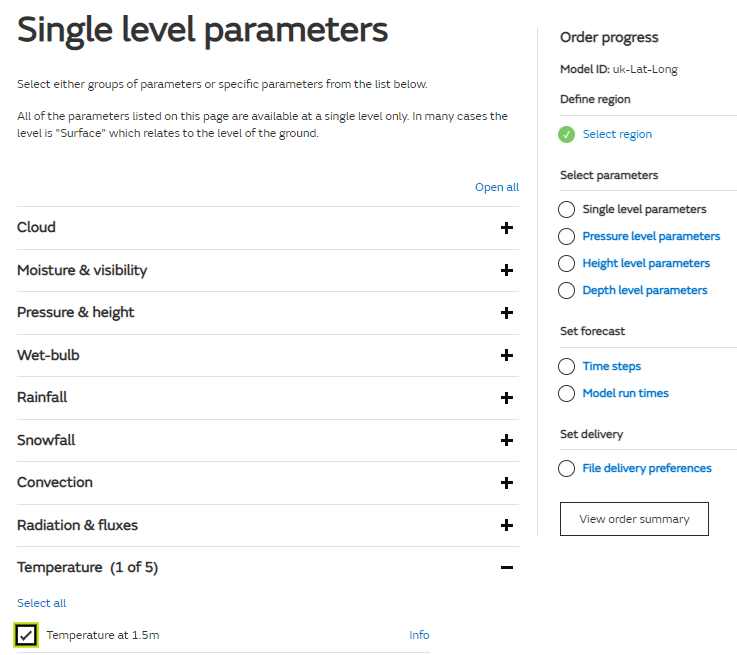 Single level parameters
Select either groups of parameters or specific parameters from the list below.
All of the parameters listed on this page are available at a single level only. In many cases the
level is "Surface" which relates to the level of the ground.
Open all
Cloud
Moisture & visibility
Pressure & height
Wet-bulb
Rainfall
Snowfall
Convection
Radiation & fluxes
Temperature (1 of 5)
Select all
Temperature at 1.5m Info
Order progress
Model ID: uk-Lat-Long
Define region
Select region
Select parameters
Single level parameters
Pressure level parameters
Height level parameters
Depth level parameters
Set forecast
Time steps
Model run times
Set delivery
File delivery preferences
View order summary